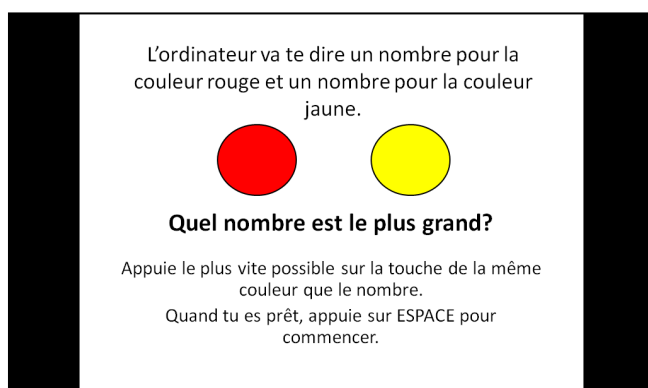 L'ordinateur va te dire un nombre pour la
couleur rouge et un nombre pour la couleur
jaune.
Quel nombre est le plus grand?
Appuie le plus vite possible sur la touche de la même
couleur que le nombre.
Quand tu es prêt, appuie sur ESPACE pour
commencer.